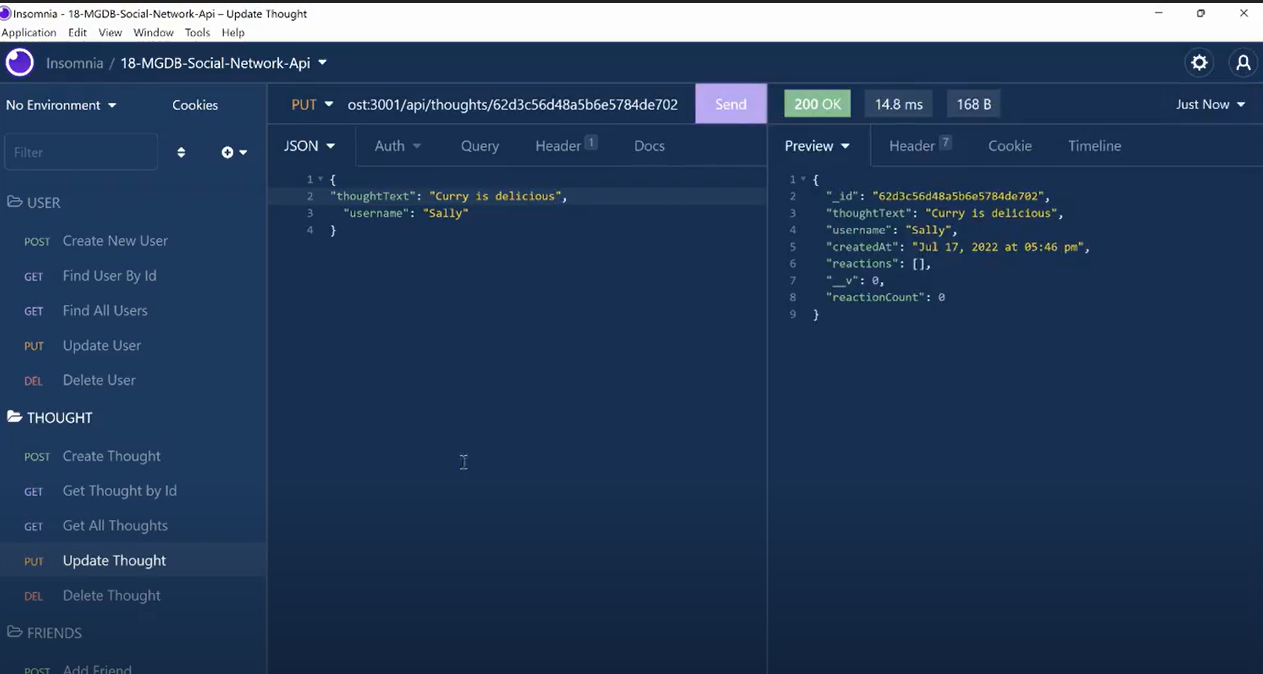 Insomnia - 18-MGDB-Social-Network-Api – Update Thought
Application Edit View Window Tools Help
Insomnia / 18-MGDB-Social-Network-Api
No Environment
Cookies
Filter
USER
POST Create New User
GET Find User By Id
GET Find All Users
PUT Update User
DEL Delete User
THOUGHT
POST Create Thought
GET Get Thought by Id
GET Get All Thoughts
PUT Update Thought
DEL Delete Thought
FRIENDS
POST Add Friend
PUT ost:3001/api/thoughts/62d3c56d48a5b6e5784de702 Send
JSON Auth Query Header 1 Docs
1 {
2 "thoughtText": "Curry is delicious",
3 "username": "Sally"
4 }
200 OK 14.8 ms 168 B Just Now
Preview Header 7 Cookie Timeline
1 {
2 "_id": "62d3c56d48a5b6e5784de702",
3 "thoughtText": "Curry is delicious",
4 "username": "Sally",
5 "createdAt": "Jul 17, 2022 at 05:46 pm",
6 "reactions": [],
7 "__v": 0,
8 "reactionCount": 0
9 }